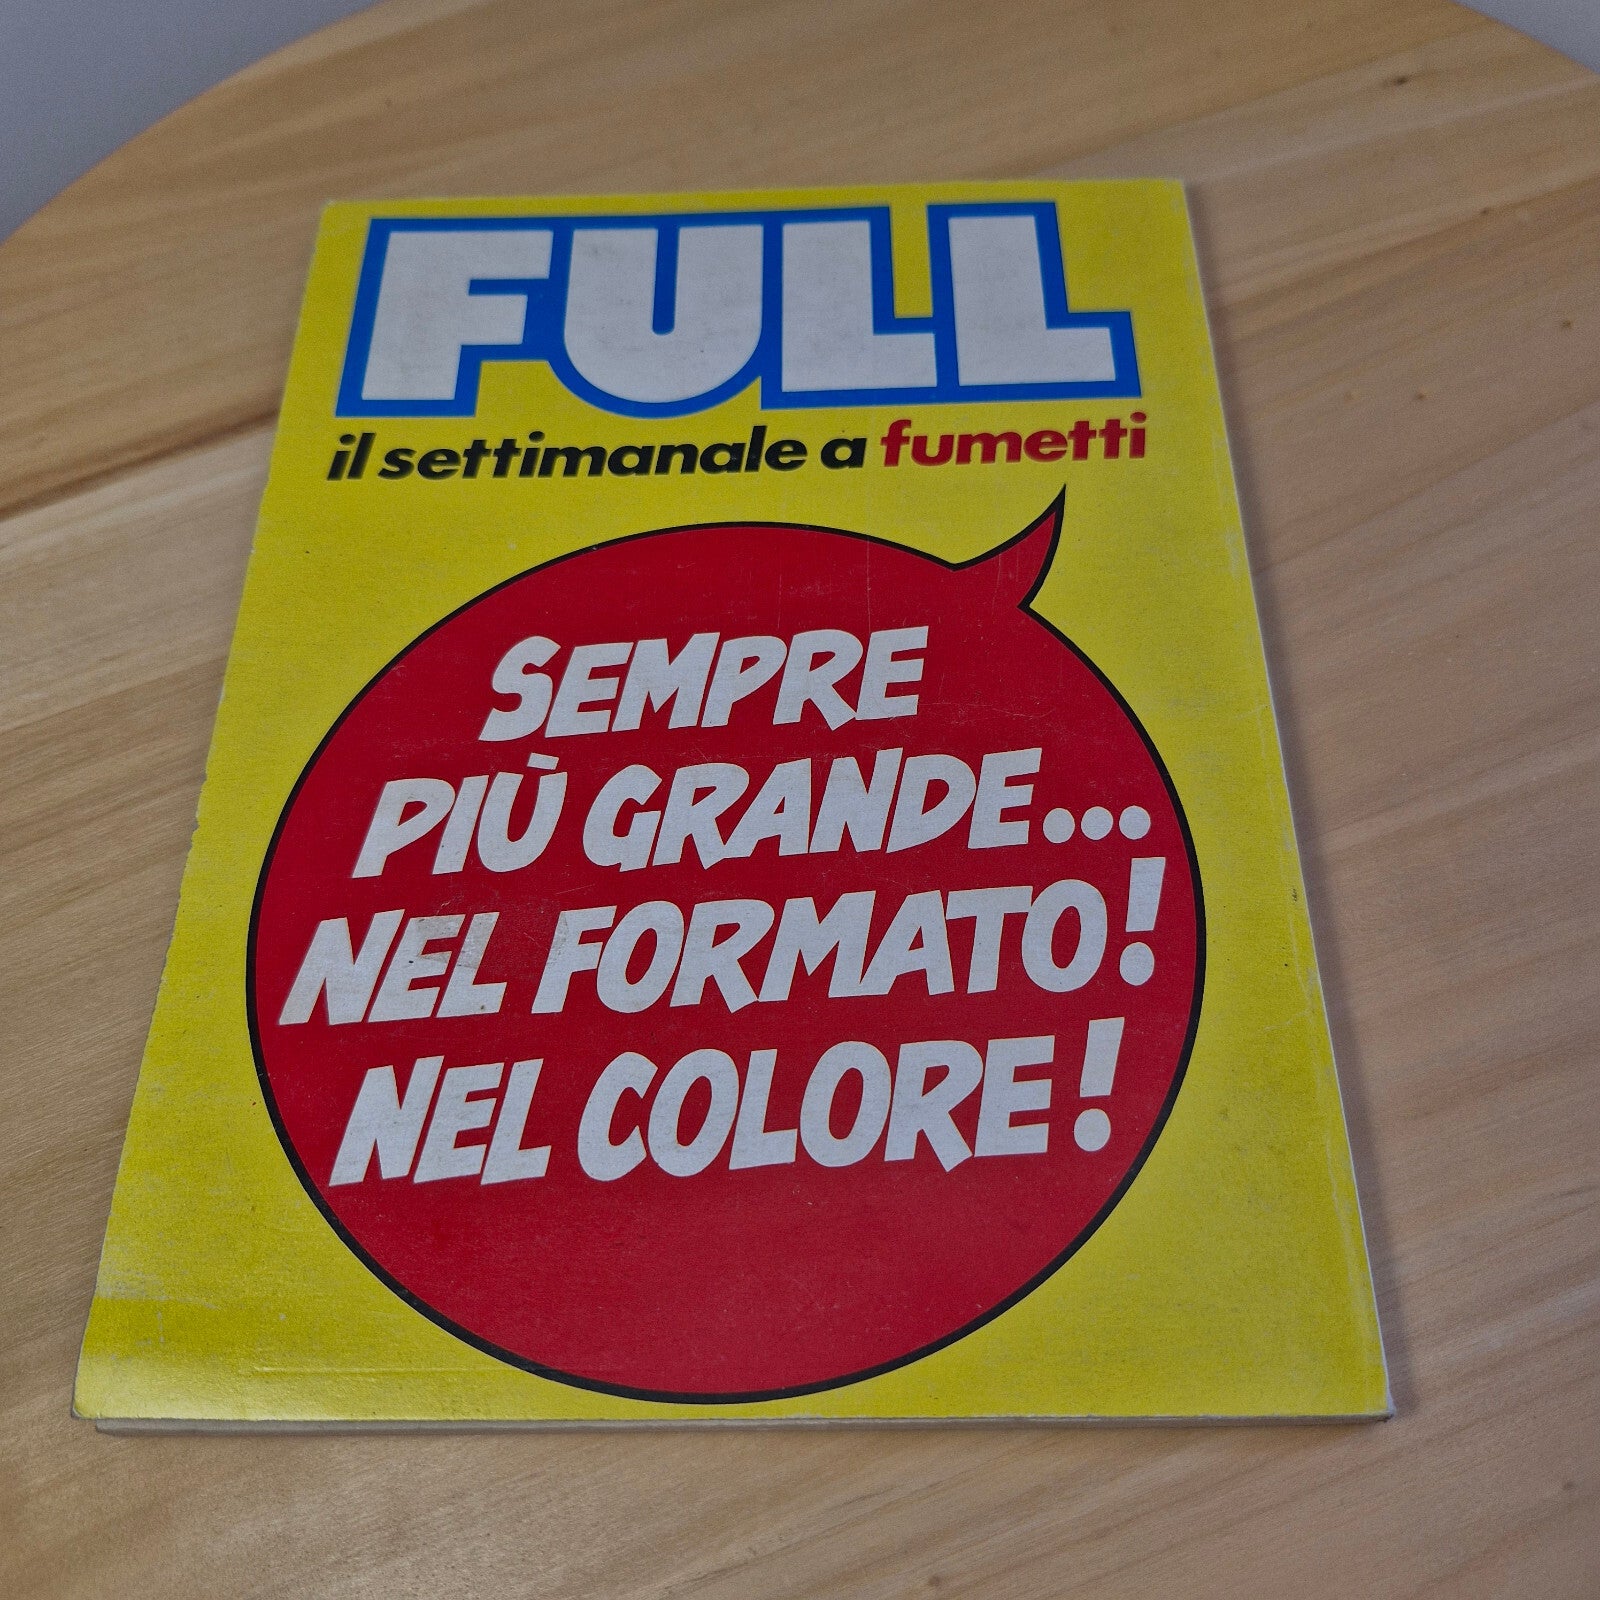 FULL
il settimanale a fumetti
SEMPRE
PIÙ GRANDE...
NEL FORMATO!
NEL COLORE!